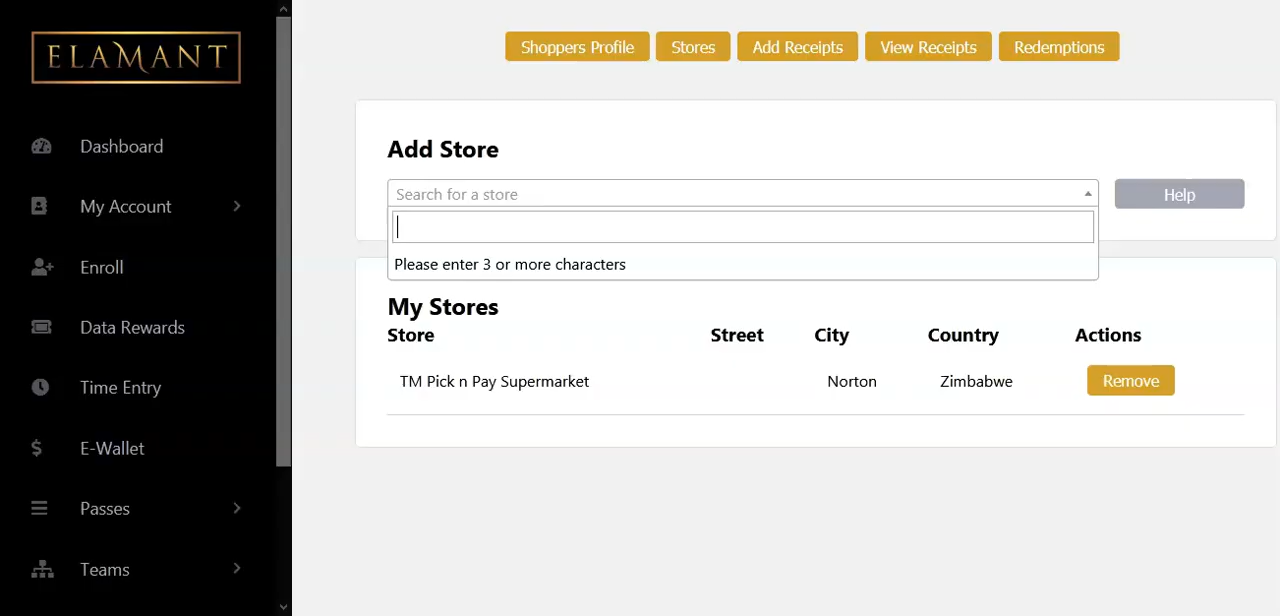 ELAMANT
Dashboard
My Account
Enroll
Data Rewards
Time Entry
E-Wallet
Passes
Teams
Shoppers Profile Stores Add Receipts View Receipts Redemptions
Add Store
Search for a store Help
Please enter 3 or more characters
My Stores
Store Street City Country Actions
TM Pick n Pay Supermarket Norton Zimbabwe Remove